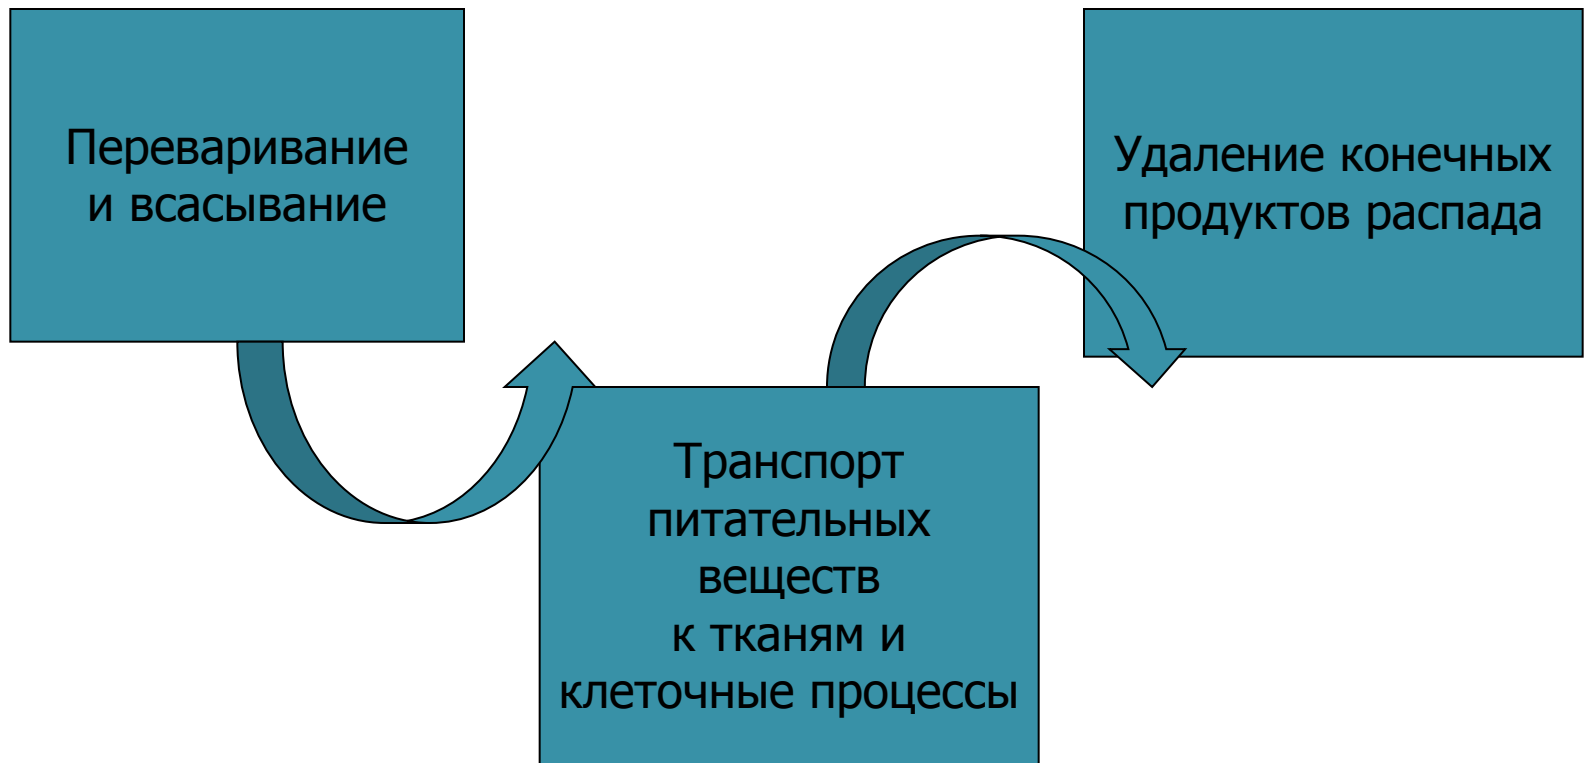 Переваривание
и всасывание
Транспорт
питательных
веществ
к тканям и
клеточные процессы
Удаление конечных
продуктов распада